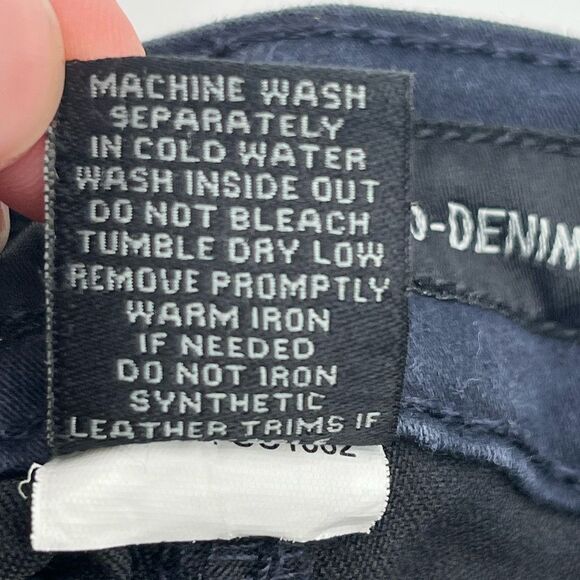 MACHINE WASH
SEPARATELY
IN COLD WATER
WASH INSIDE OUT
DO NOT BLEACH
TUMBLE DRY LOW
REMOVE PROMPTLY
WARM IRON
IF NEEDED
DO NOT IRON
SYNTHETIC
LEATHER TRIMS IF
-DENIM